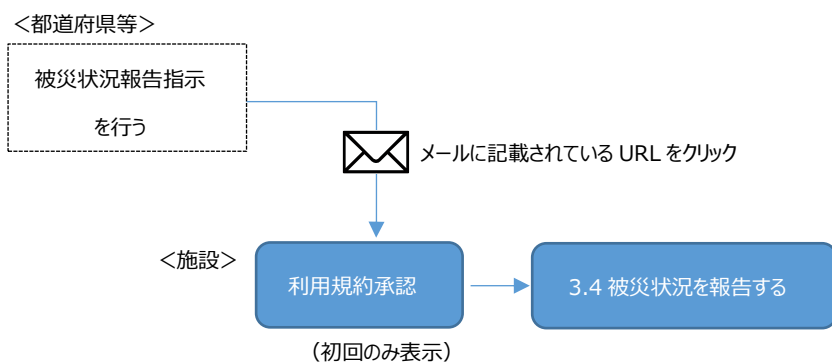 ＜都道府県等＞
被災状況報告指示
を行う
メールに記載されている URL をクリック
＜施設＞
利用規約承認
3.4 被災状況を報告する
（初回のみ表示）